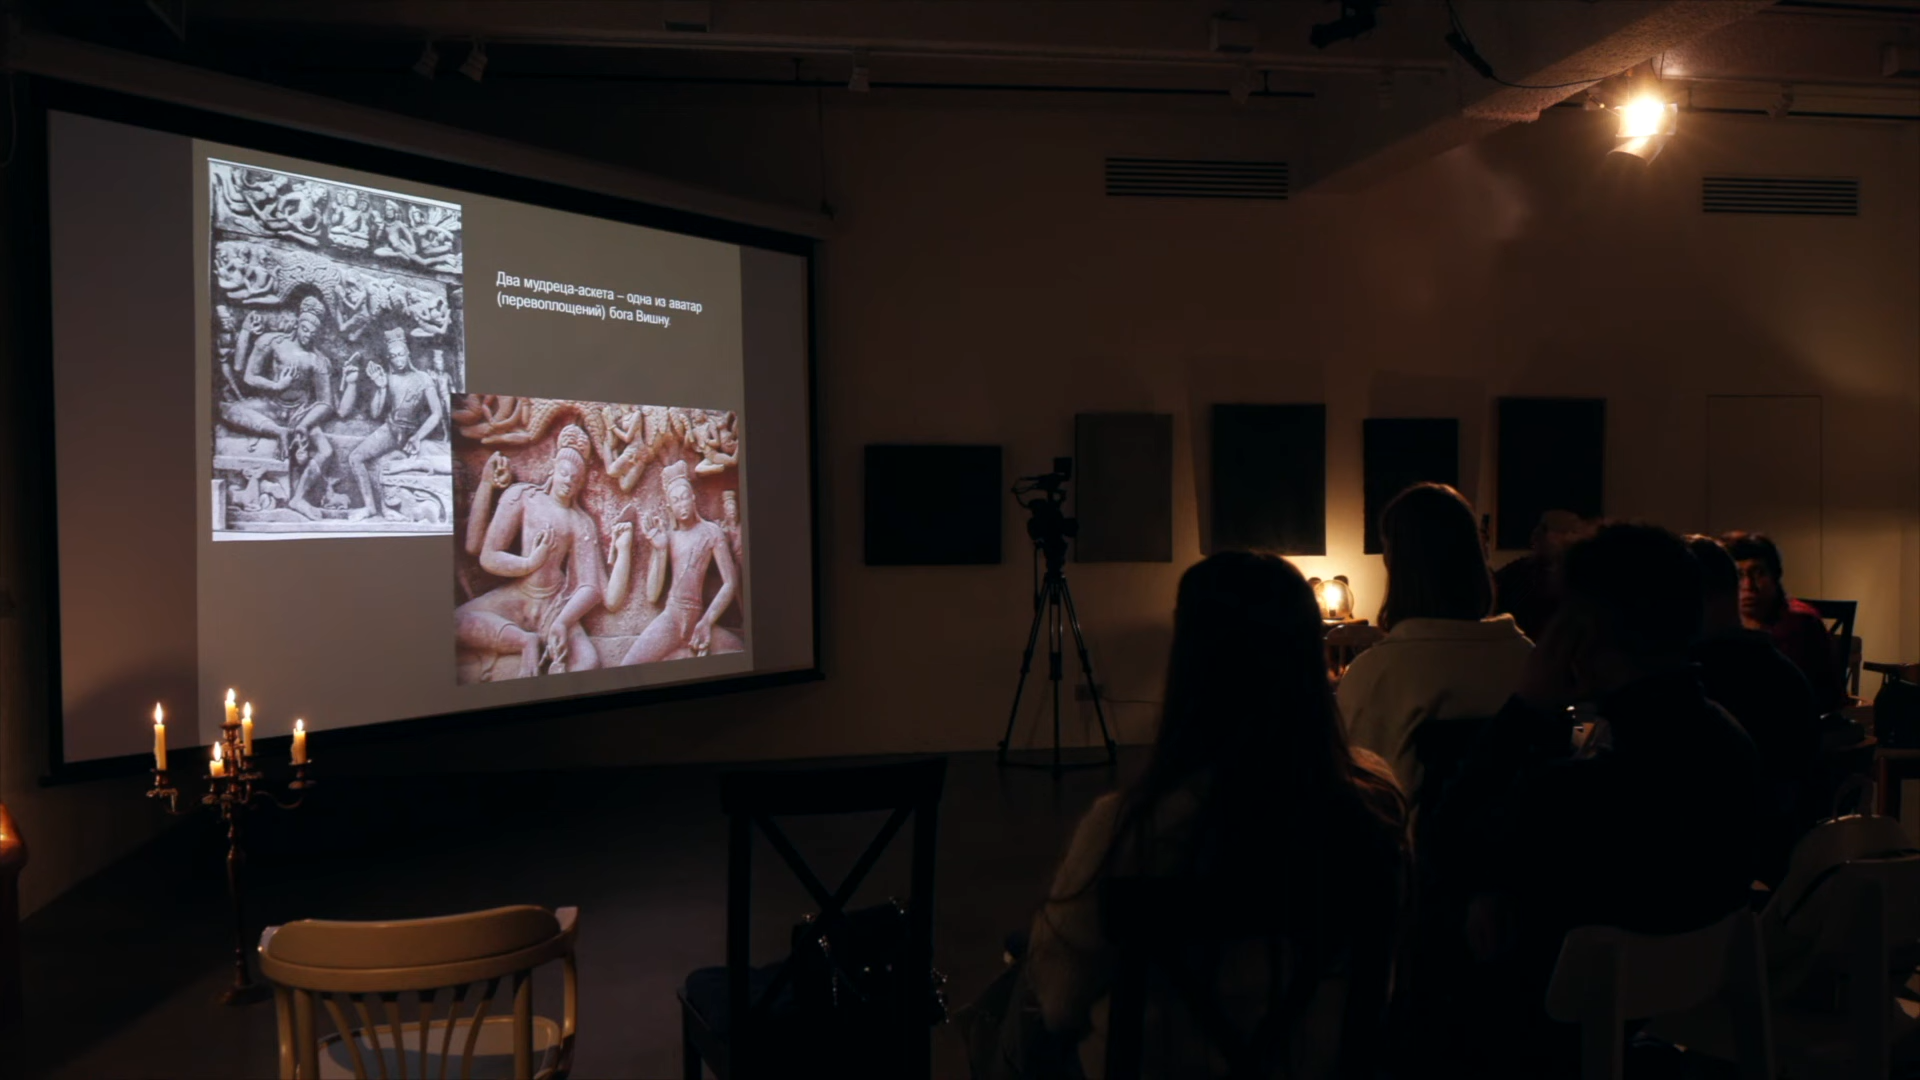 Два мудреца-аскета – одна из аватар
(перевоплощений) бога Вишну.